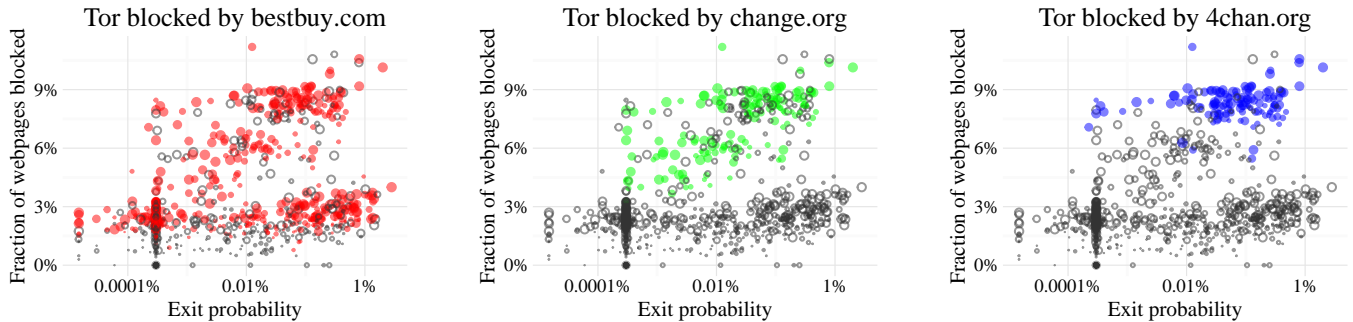 Tor blocked by bestbuy.com
Fraction of webpages blocked
9%
6%
3%
0%
0.0001%
0.01%
1%
Exit probability
Tor blocked by change.org
Fraction of webpages blocked
9%
6%
3%
0%
0.0001%
0.01%
1%
Exit probability
Tor blocked by 4chan.org
Fraction of webpages blocked
9%
6%
3%
0%
0.0001%
0.01%
1%
Exit probability